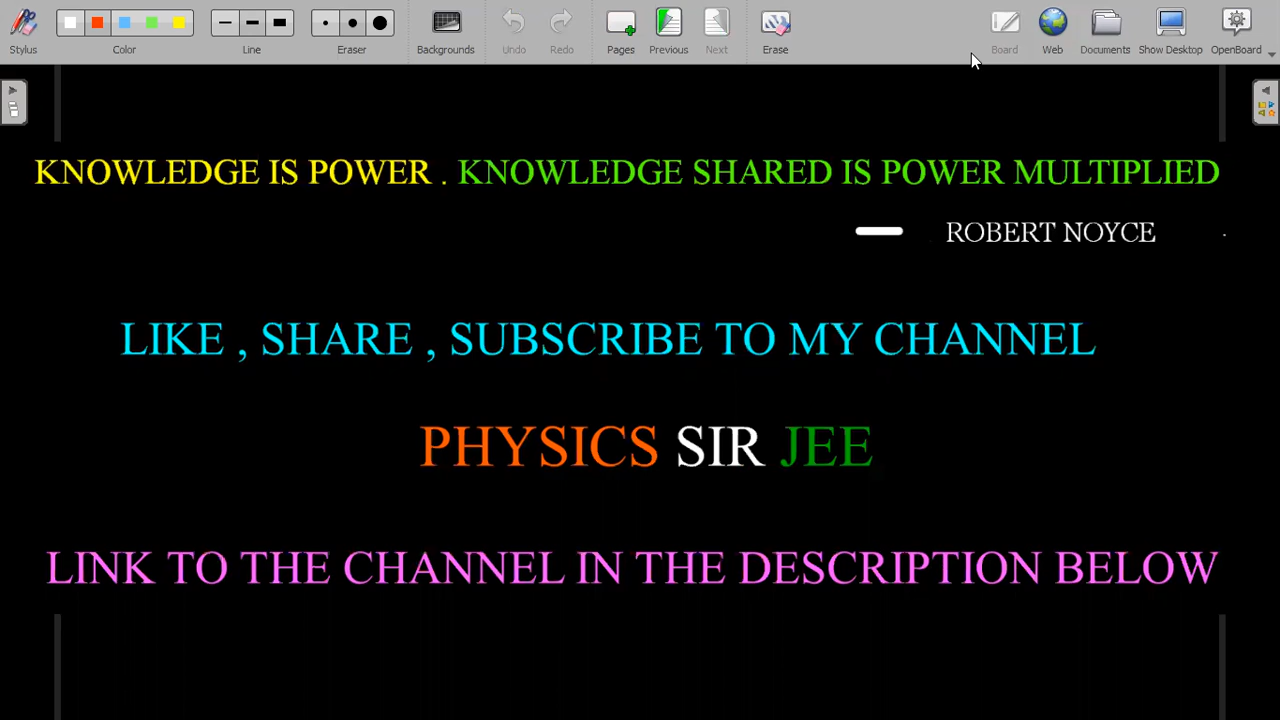 Stylus Color Line Eraser Backgrounds Undo Redo Pages Previous Next Erase Board Web Documents Show Desktop OpenBoard
KNOWLEDGE IS POWER . KNOWLEDGE SHARED IS POWER MULTIPLIED
— ROBERT NOYCE .
LIKE , SHARE , SUBSCRIBE TO MY CHANNEL
PHYSICS SIR JEE
LINK TO THE CHANNEL IN THE DESCRIPTION BELOW